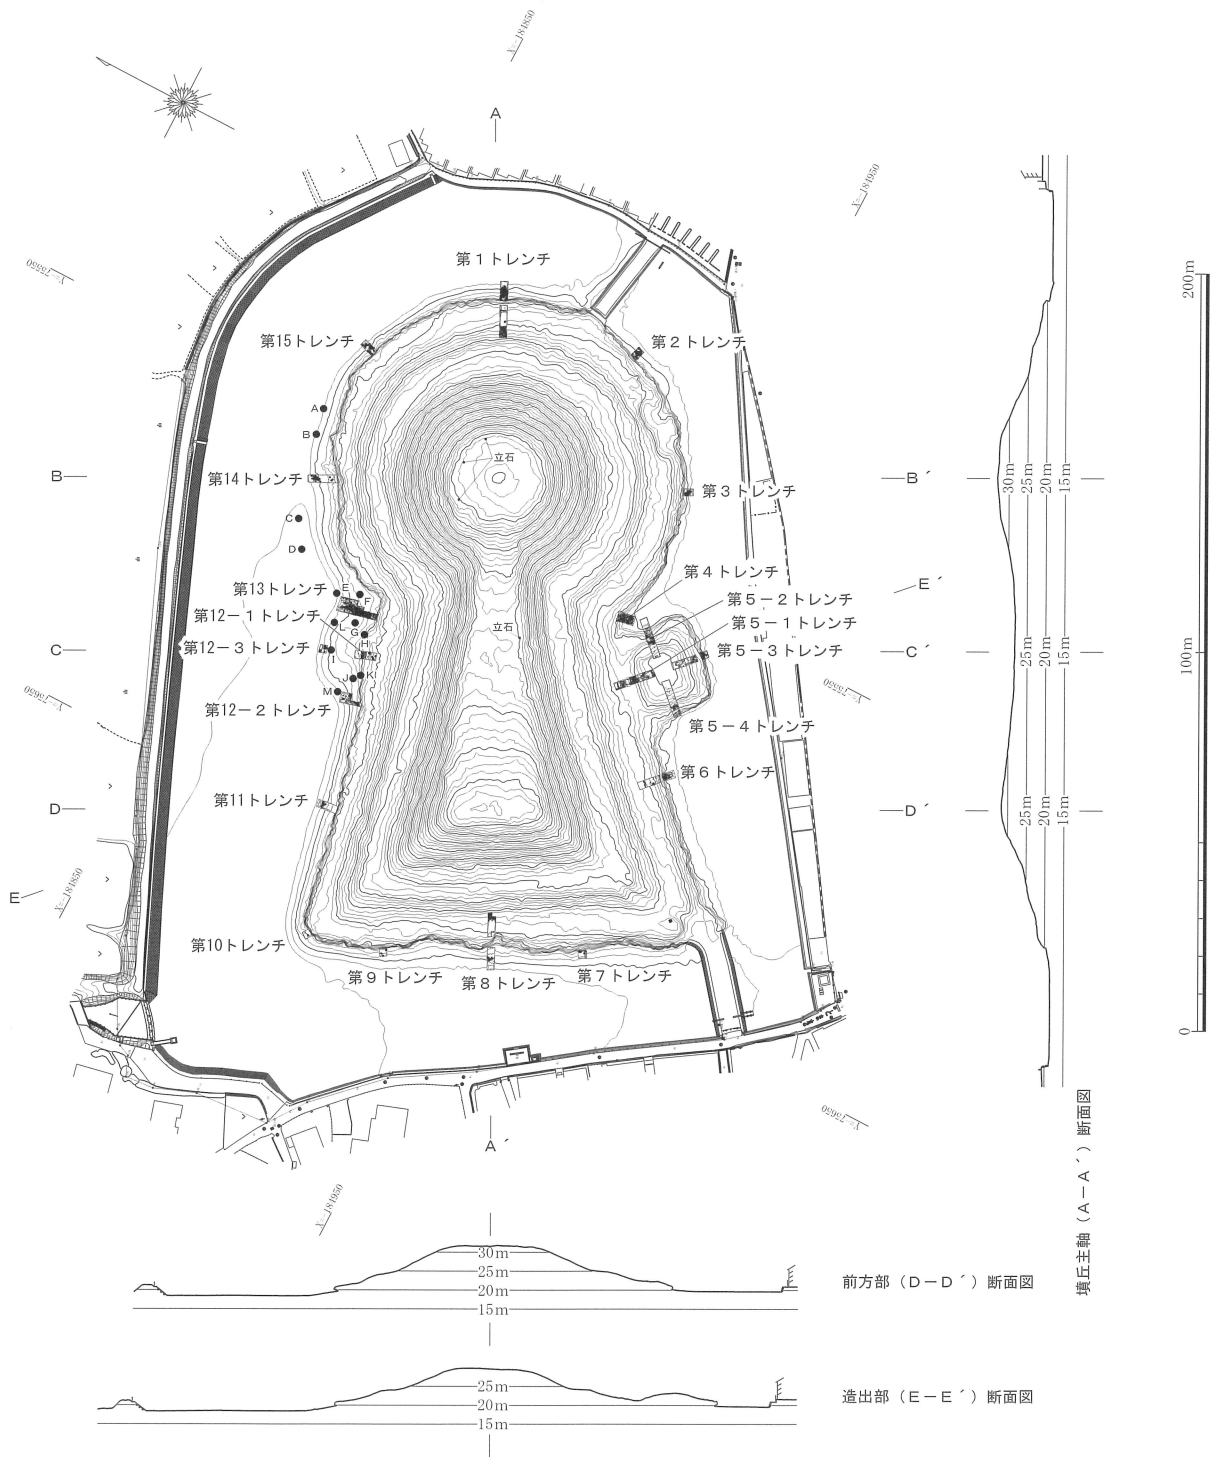 X=-184850
A
X=-184950
Y=-75550
第1トレンチ
200m
第15トレンチ
第2トレンチ
A
B
立石
B
第14トレンチ
第3トレンチ
B´
30m
25m
20m
15m
C
D
第4トレンチ
E´
第13トレンチ
E
F
第5－2トレンチ
第12－1トレンチ
L
G
立石
第5－1トレンチ
H
C
第12－3トレンチ
I
第5－3トレンチ
C´
25m
20m
15m
100m
J
K
Y=-75650
M
Y=-75550
第12－2トレンチ
第5－4トレンチ
第6トレンチ
第11トレンチ
D
D´
25m
20m
15m
E
X=-184850
第10トレンチ
第9トレンチ
第8トレンチ
第7トレンチ
0
Y=-75650
A´
墳丘主軸（A－A´）断面図
X=-184950
30m
25m
20m
15m
前方部（D－D´）断面図
25m
20m
15m
造出部（E－E´）断面図